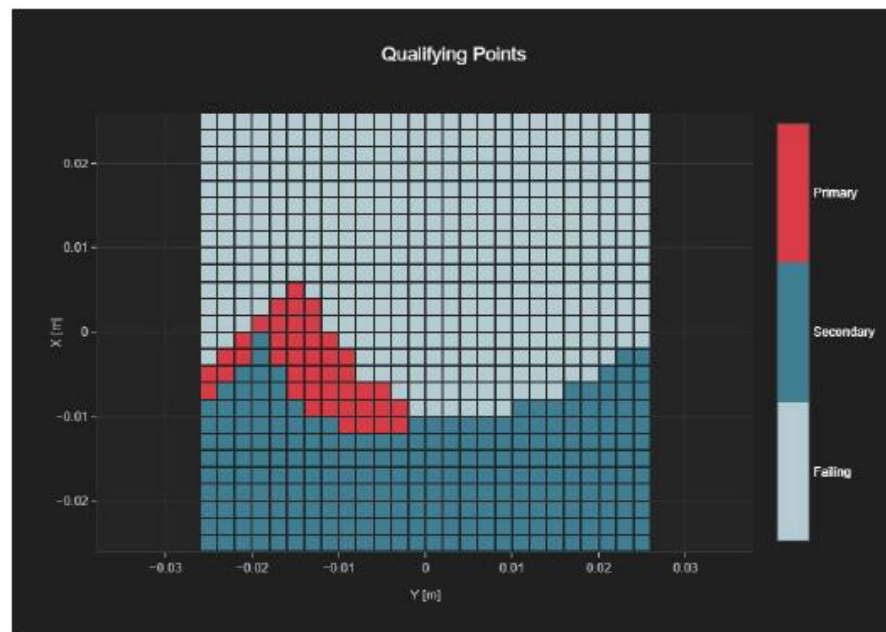 Qualifying Points
0.02
0.01
0
−0.01
−0.02
X [m]
−0.03
−0.02
−0.01
0
0.01
0.02
0.03
Y [m]
Primary
Secondary
Failing